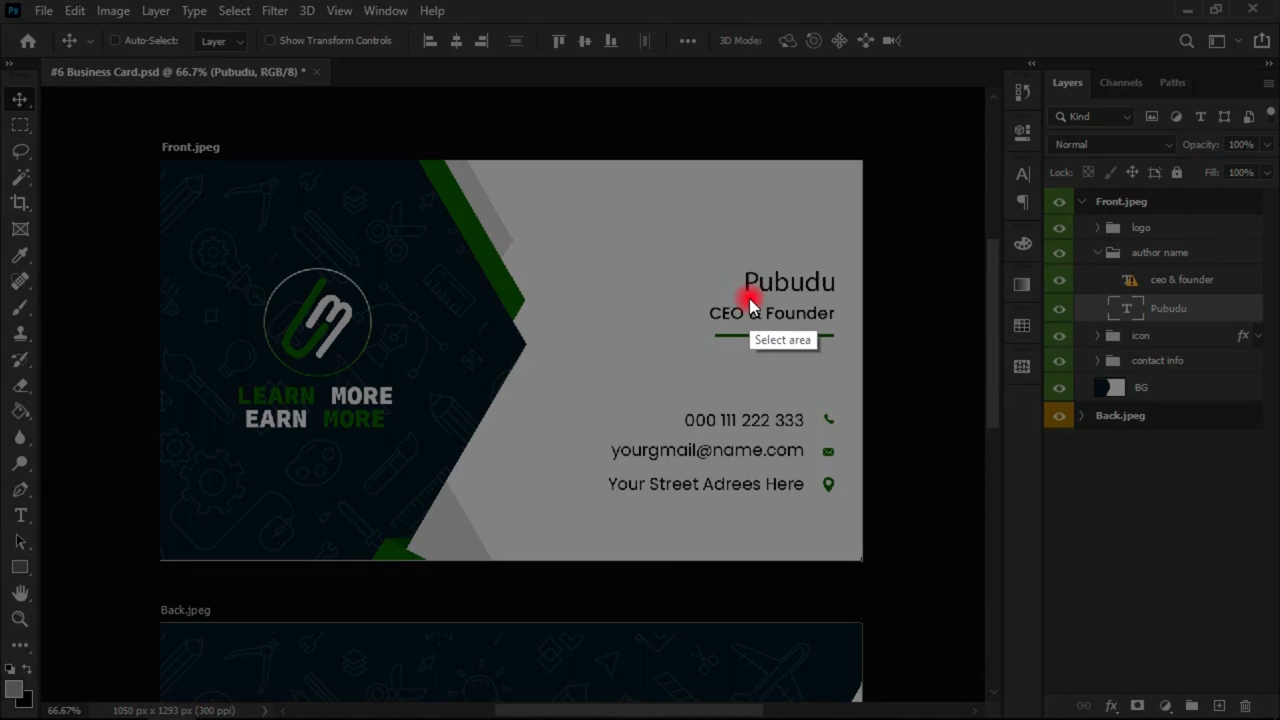 Ps File Edit Image Layer Type Select Filter 3D View Window Help
Auto-Select: Layer Show Transform Controls 3D Mode:
#6 Business Card.psd @ 66.7% (Pubudu, RGB/8) *
Front.jpeg
Pubudu
CEO & Founder
Select area
LEARN MORE
EARN MORE
000 111 222 333
yourgmail@name.com
Your Street Adrees Here
Back.jpeg
66.67% 1050 px x 1293 px (300 ppi)
Layers Channels Paths
Kind
Normal Opacity: 100%
Lock: Fill: 100%
Front.jpeg
logo
author name
ceo & founder
Pubudu
icon fx
contact info
BG
Back.jpeg
fx